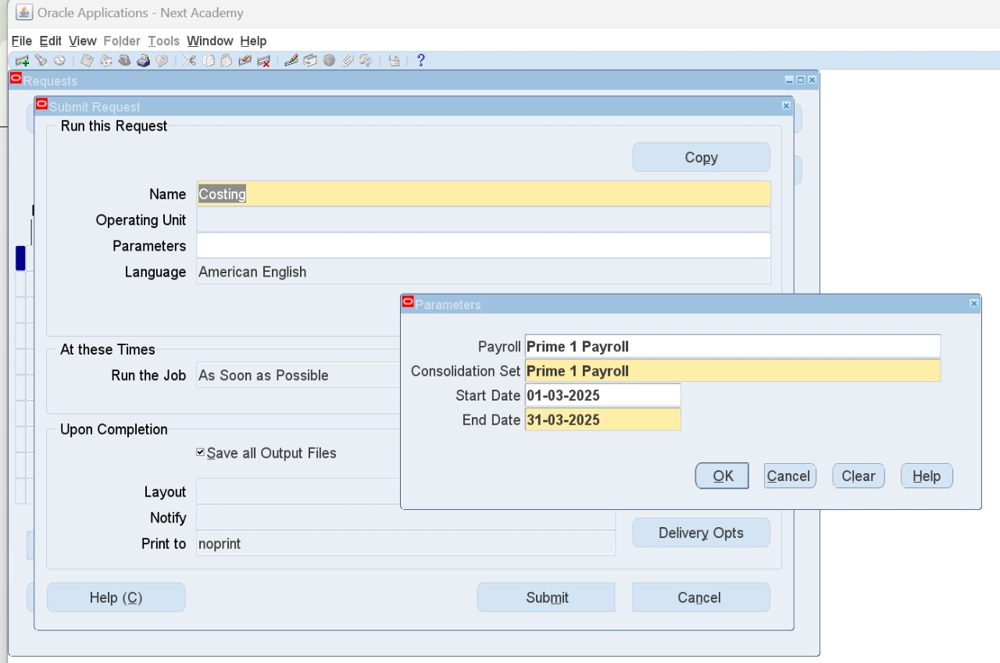 Oracle Applications - Next Academy
File Edit View Folder Tools Window Help
Requests
Submit Request
Run this Request
Copy
Name Costing
Operating Unit
Parameters
Language American English
At these Times
Run the Job As Soon as Possible
Upon Completion
Save all Output Files
Layout
Notify
Print to noprint
Delivery Opts
Help (C) Submit Cancel
Parameters
Payroll Prime 1 Payroll
Consolidation Set Prime 1 Payroll
Start Date 01-03-2025
End Date 31-03-2025
OK Cancel Clear Help